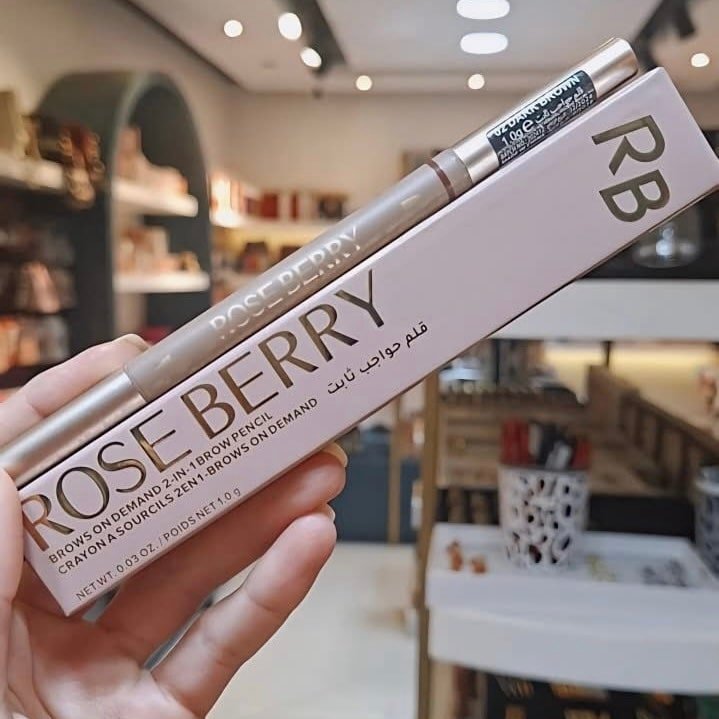 02 DARK BROWN
1.0g e
ROSE BERRY
RB
ROSE BERRY
قلم حواجب ثابت
BROWS ON DEMAND 2-IN-1 BROW PENCIL
CRAYON A SOURCILS 2EN1-BROWS ON DEMAND
NET WT. 0.03 OZ. / POIDS NET 1.0 g